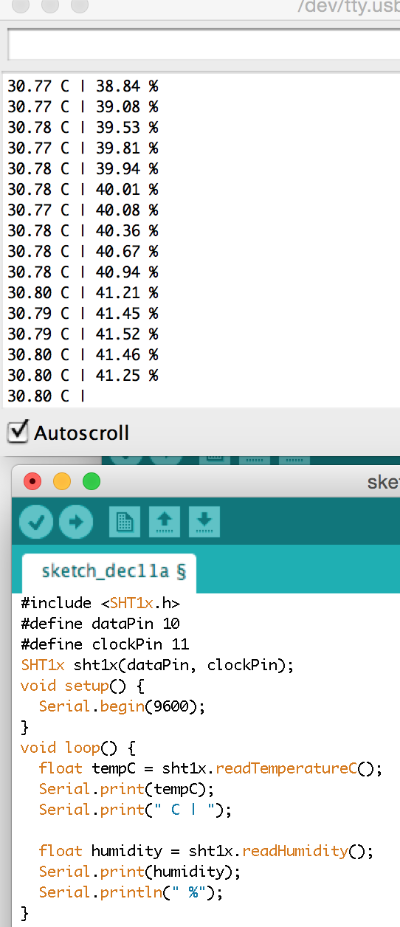 /dev/tty.usb
30.77 C | 38.84 %
30.77 C | 39.08 %
30.78 C | 39.53 %
30.77 C | 39.81 %
30.78 C | 39.94 %
30.78 C | 40.01 %
30.77 C | 40.08 %
30.78 C | 40.36 %
30.78 C | 40.67 %
30.78 C | 40.94 %
30.80 C | 41.21 %
30.79 C | 41.45 %
30.79 C | 41.52 %
30.80 C | 41.46 %
30.80 C | 41.25 %
30.80 C |
Autoscroll
ske
sketch_dec11a §
#include <SHT1x.h>
#define dataPin 10
#define clockPin 11
SHT1x sht1x(dataPin, clockPin);
void setup() {
  Serial.begin(9600);
}
void loop() {
  float tempC = sht1x.readTemperatureC();
  Serial.print(tempC);
  Serial.print(" C | ");

  float humidity = sht1x.readHumidity();
  Serial.print(humidity);
  Serial.println(" %");
}